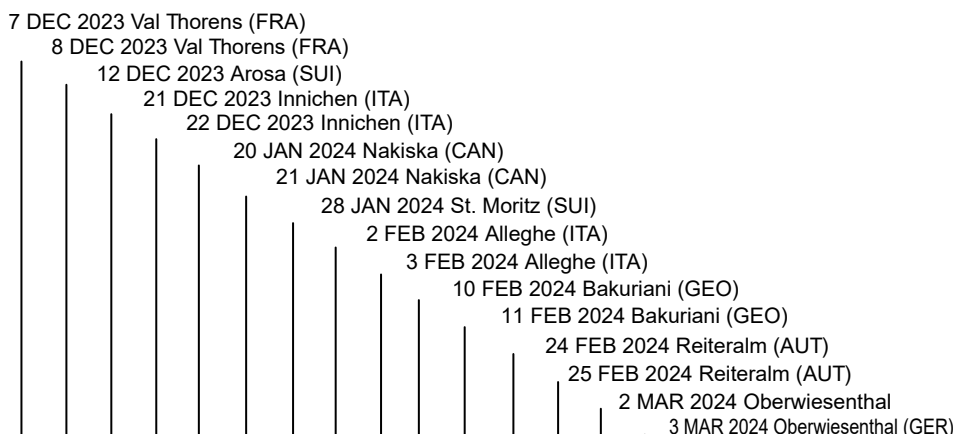 7 DEC 2023 Val Thorens (FRA)
8 DEC 2023 Val Thorens (FRA)
12 DEC 2023 Arosa (SUI)
21 DEC 2023 Innichen (ITA)
22 DEC 2023 Innichen (ITA)
20 JAN 2024 Nakiska (CAN)
21 JAN 2024 Nakiska (CAN)
28 JAN 2024 St. Moritz (SUI)
2 FEB 2024 Alleghe (ITA)
3 FEB 2024 Alleghe (ITA)
10 FEB 2024 Bakuriani (GEO)
11 FEB 2024 Bakuriani (GEO)
24 FEB 2024 Reiteralm (AUT)
25 FEB 2024 Reiteralm (AUT)
2 MAR 2024 Oberwiesenthal
3 MAR 2024 Oberwiesenthal (GER)